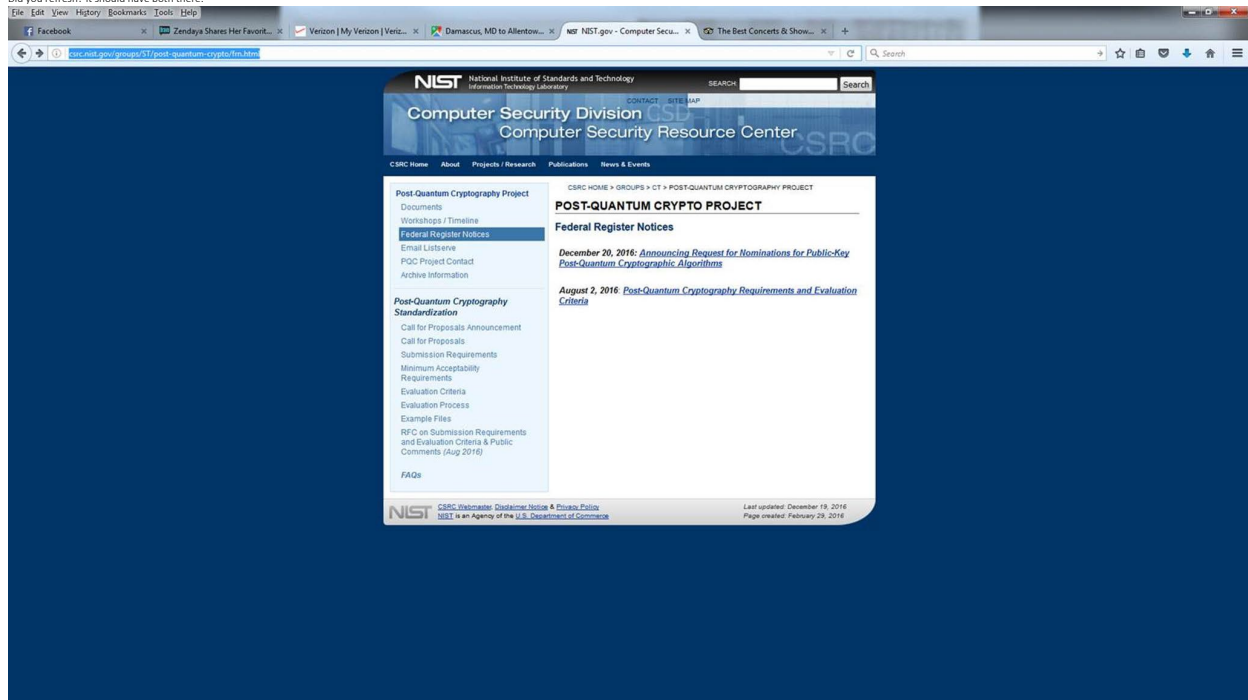 Did you refresh? It should have both there.
File Edit View History Bookmarks Tools Help
Facebook
Zendaya Shares Her Favorit...
Verizon | My Verizon | Veriz...
Damascus, MD to Allentow...
NIST NIST.gov - Computer Secu...
The Best Concerts & Show...
csrc.nist.gov/groups/ST/post-quantum-crypto/frn.html
Search
NIST
National Institute of Standards and Technology
Information Technology Laboratory
SEARCH:
Search
CONTACT SITE MAP
Computer Security Division
CSD
Computer Security Resource Center
CSRC
CSRC Home About Projects / Research Publications News & Events
Post-Quantum Cryptography Project
Documents
Workshops / Timeline
Federal Register Notices
Email Listserve
PQC Project Contact
Archive Information
Post-Quantum Cryptography
Standardization
Call for Proposals Announcement
Call for Proposals
Submission Requirements
Minimum Acceptability
Requirements
Evaluation Criteria
Evaluation Process
Example Files
RFC on Submission Requirements
and Evaluation Criteria & Public
Comments (Aug 2016)
FAQs
CSRC HOME > GROUPS > CT > POST-QUANTUM CRYPTOGRAPHY PROJECT
POST-QUANTUM CRYPTO PROJECT
Federal Register Notices
December 20, 2016: Announcing Request for Nominations for Public-Key
Post-Quantum Cryptographic Algorithms
August 2, 2016: Post-Quantum Cryptography Requirements and Evaluation
Criteria
NIST
CSRC Webmaster, Disclaimer Notice & Privacy Policy
NIST is an Agency of the U.S. Department of Commerce
Last updated: December 19, 2016
Page created: February 29, 2016